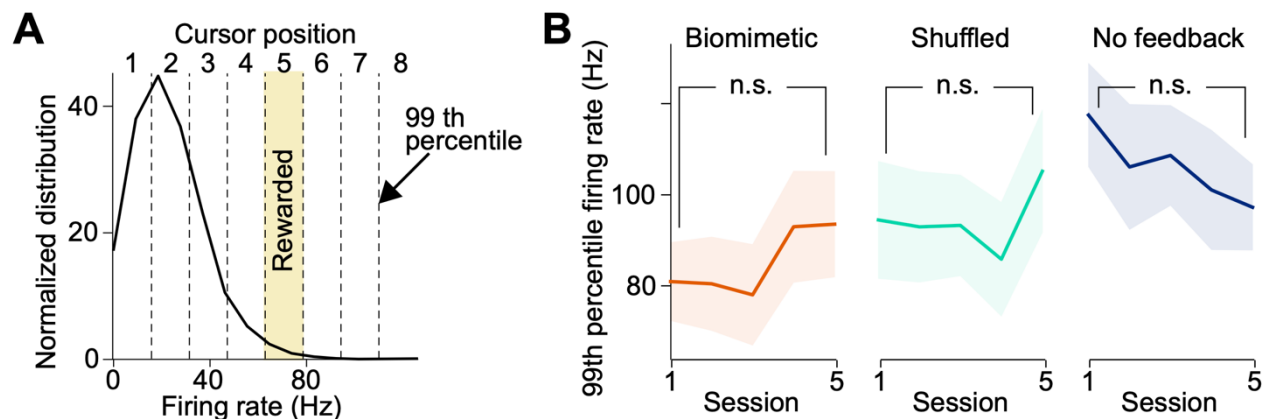 A
Cursor position
1 2 3 4 5 6 7 8
Normalized distribution
40
20
0
Rewarded
99 th
percentile
0 40 80
Firing rate (Hz)
B
Biomimetic
Shuffled
No feedback
99th percentile firing rate (Hz)
n.s.
n.s.
n.s.
100
80
1 5
1 5
1 5
Session
Session
Session